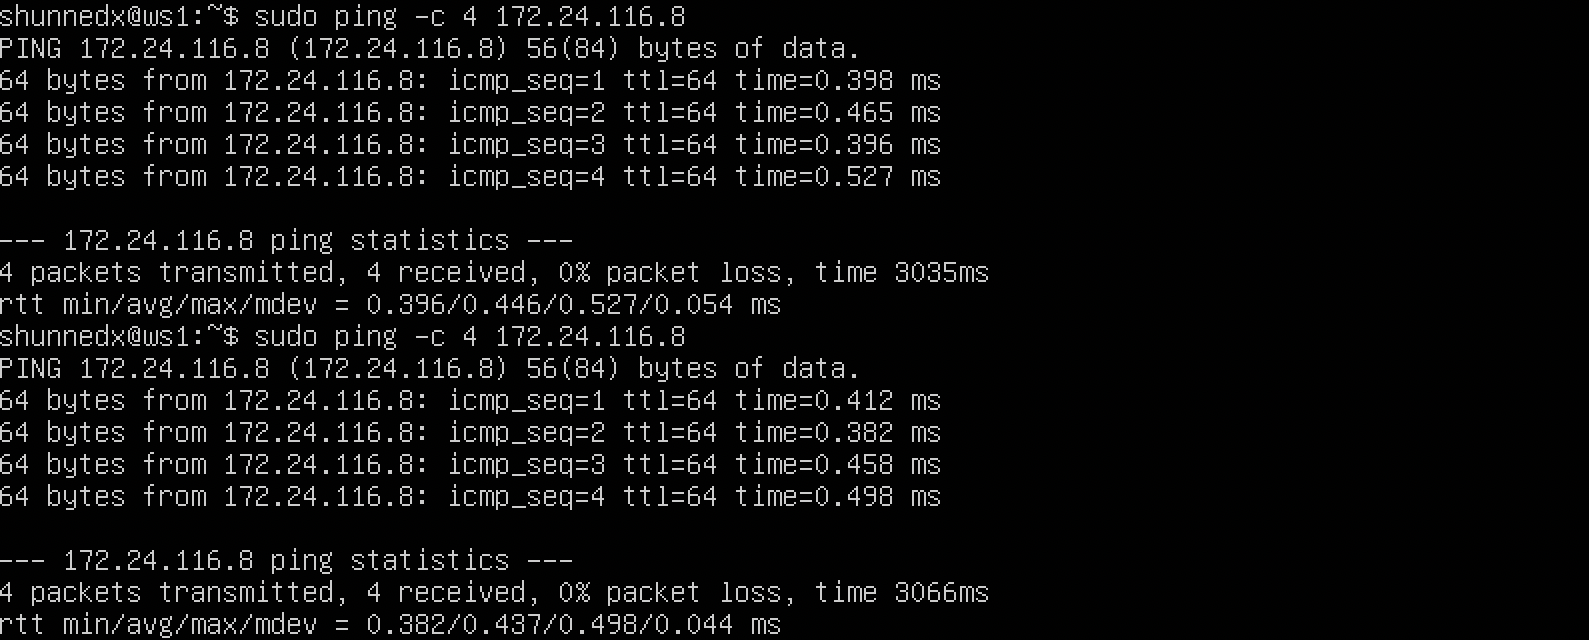 shunnedx@ws1:~$ sudo ping -c 4 172.24.116.8
PING 172.24.116.8 (172.24.116.8) 56(84) bytes of data.
64 bytes from 172.24.116.8: icmp_seq=1 ttl=64 time=0.398 ms
64 bytes from 172.24.116.8: icmp_seq=2 ttl=64 time=0.465 ms
64 bytes from 172.24.116.8: icmp_seq=3 ttl=64 time=0.396 ms
64 bytes from 172.24.116.8: icmp_seq=4 ttl=64 time=0.527 ms
--- 172.24.116.8 ping statistics ---
4 packets transmitted, 4 received, 0% packet loss, time 3035ms
rtt min/avg/max/mdev = 0.396/0.446/0.527/0.054 ms
shunnedx@ws1:~$ sudo ping -c 4 172.24.116.8
PING 172.24.116.8 (172.24.116.8) 56(84) bytes of data.
64 bytes from 172.24.116.8: icmp_seq=1 ttl=64 time=0.412 ms
64 bytes from 172.24.116.8: icmp_seq=2 ttl=64 time=0.382 ms
64 bytes from 172.24.116.8: icmp_seq=3 ttl=64 time=0.458 ms
64 bytes from 172.24.116.8: icmp_seq=4 ttl=64 time=0.498 ms
--- 172.24.116.8 ping statistics ---
4 packets transmitted, 4 received, 0% packet loss, time 3066ms
rtt min/avg/max/mdev = 0.382/0.437/0.498/0.044 ms